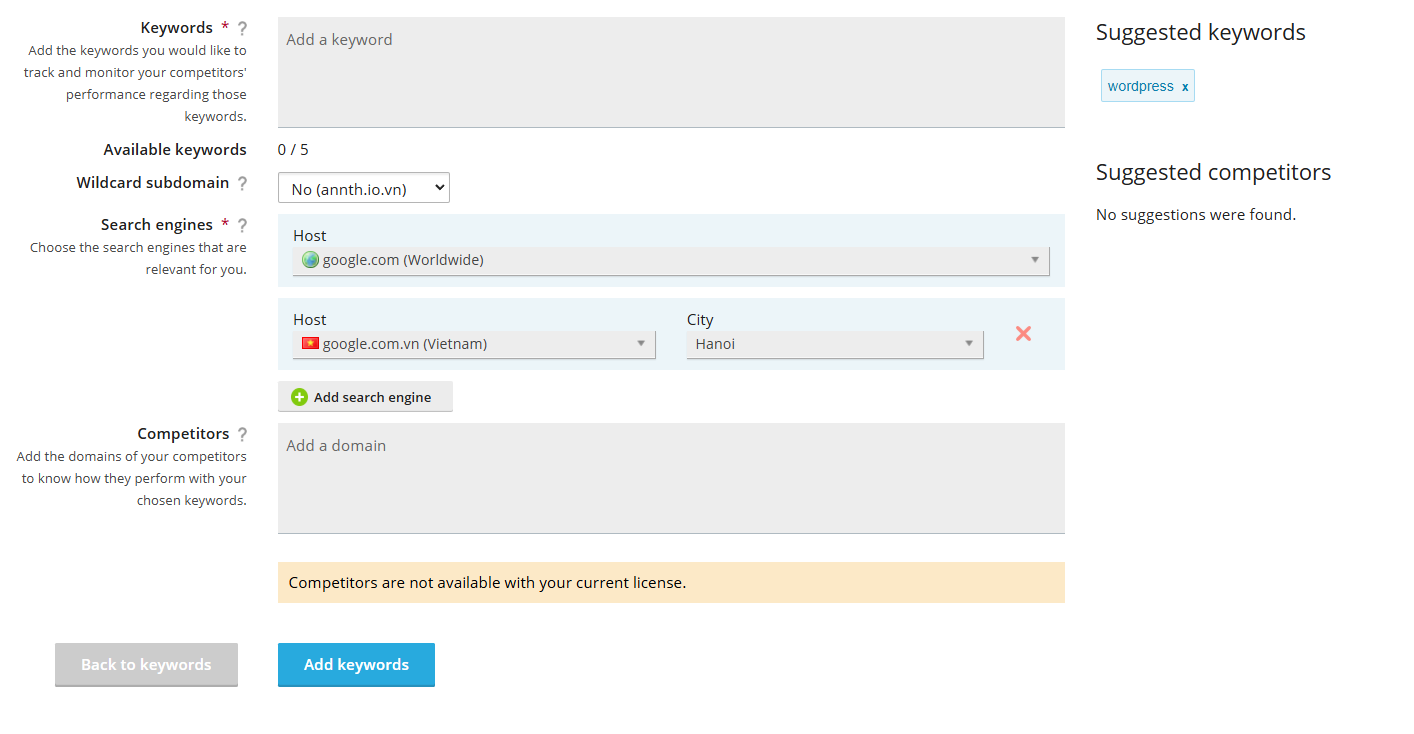 Keywords * ?
Add the keywords you would like to
track and monitor your competitors'
performance regarding those
keywords.
Add a keyword
Available keywords
0 / 5
Wildcard subdomain ?
No (annth.io.vn)
Search engines * ?
Choose the search engines that are
relevant for you.
Host
google.com (Worldwide)
Host
google.com.vn (Vietnam)
City
Hanoi
Add search engine
Competitors ?
Add the domains of your competitors
to know how they perform with your
chosen keywords.
Add a domain
Competitors are not available with your current license.
Back to keywords
Add keywords
Suggested keywords
wordpress x
Suggested competitors
No suggestions were found.